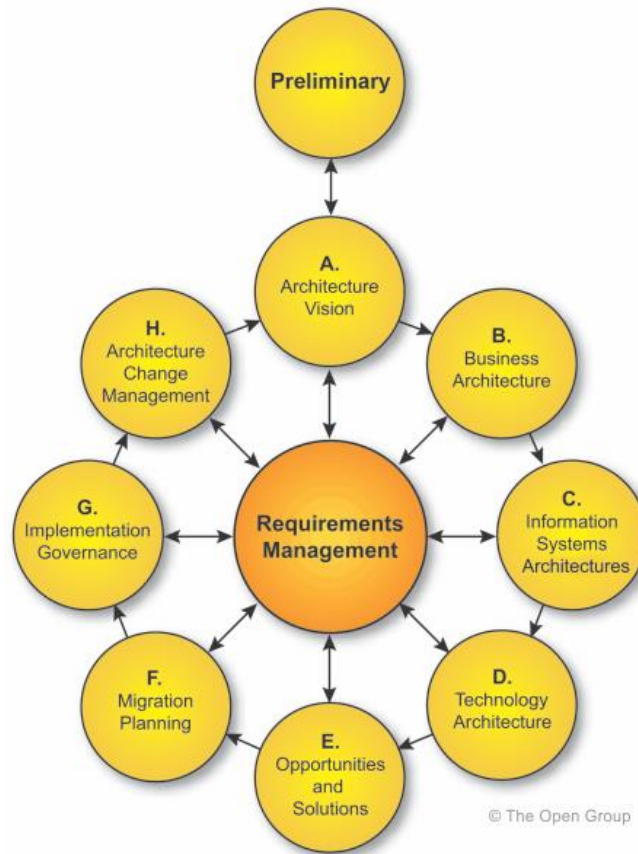 Preliminary
A.
Architecture
Vision
B.
Business
Architecture
C.
Information
Systems
Architectures
D.
Technology
Architecture
E.
Opportunities
and
Solutions
F.
Migration
Planning
G.
Implementation
Governance
H.
Architecture
Change
Management
Requirements
Management
© The Open Group